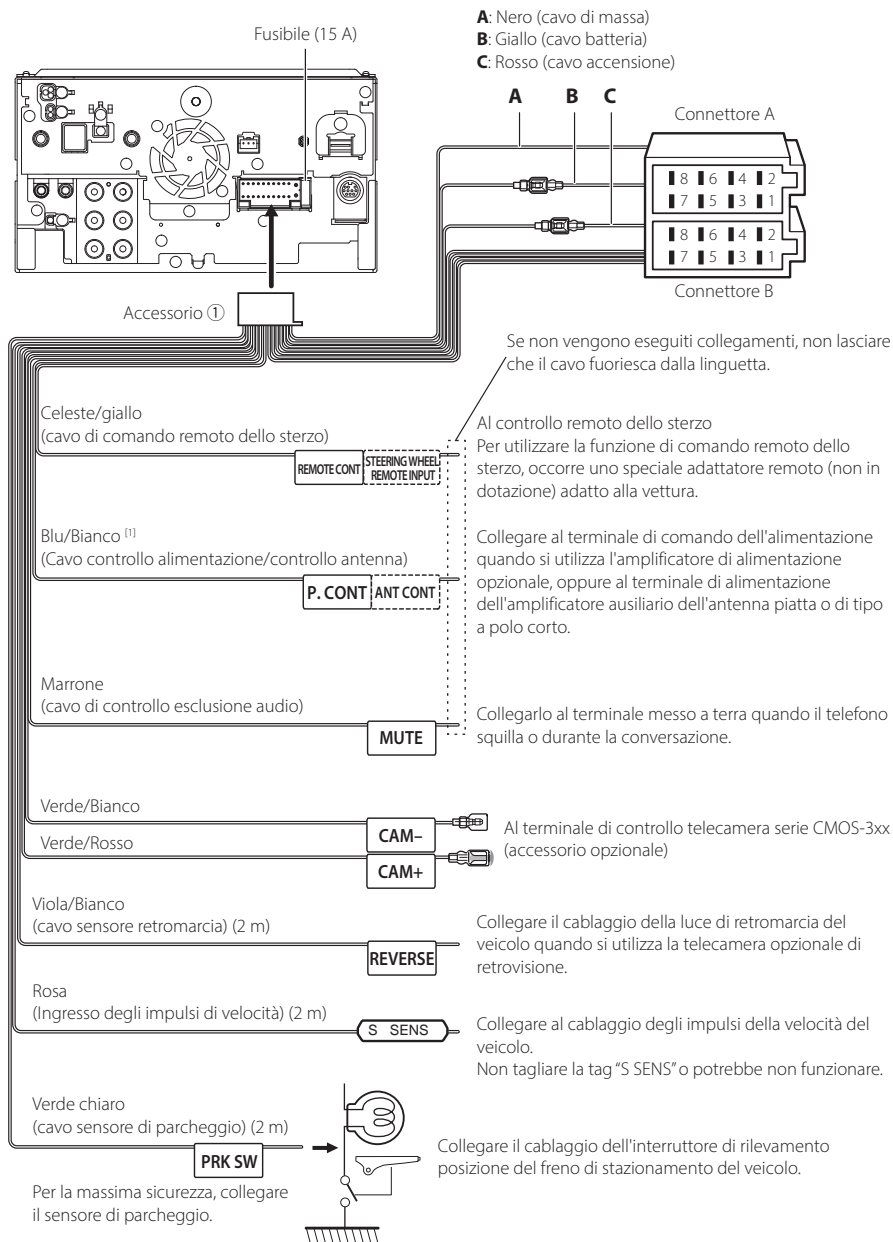 Fusibile (15 A)
A: Nero (cavo di massa)
B: Giallo (cavo batteria)
C: Rosso (cavo accensione)
A B C
Connettore A
8 6 4 2
7 5 3 1
8 6 4 2
7 5 3 1
Connettore B
Accessorio ①
Se non vengono eseguiti collegamenti, non lasciare
che il cavo fuoriesca dalla linguetta.
Celeste/giallo
(cavo di comando remoto dello sterzo)
REMOTE CONT
STEERING WHEEL
REMOTE INPUT
Al controllo remoto dello sterzo
Per utilizzare la funzione di comando remoto dello
sterzo, occorre uno speciale adattatore remoto (non in
dotazione) adatto alla vettura.
Blu/Bianco [1]
(Cavo controllo alimentazione/controllo antenna)
P. CONT
ANT CONT
Collegare al terminale di comando dell'alimentazione
quando si utilizza l'amplificatore di alimentazione
opzionale, oppure al terminale di alimentazione
dell'amplificatore ausiliario dell'antenna piatta o di tipo
a polo corto.
Marrone
(cavo di controllo esclusione audio)
MUTE
Collegarlo al terminale messo a terra quando il telefono
squilla o durante la conversazione.
Verde/Bianco
CAM–
Verde/Rosso
CAM+
Al terminale di controllo telecamera serie CMOS-3xx
(accessorio opzionale)
Viola/Bianco
(cavo sensore retromarcia) (2 m)
REVERSE
Collegare il cablaggio della luce di retromarcia del
veicolo quando si utilizza la telecamera opzionale di
retrovisione.
Rosa
(Ingresso degli impulsi di velocità) (2 m)
S SENS
Collegare al cablaggio degli impulsi della velocità del
veicolo.
Non tagliare la tag “S SENS” o potrebbe non funzionare.
Verde chiaro
(cavo sensore di parcheggio) (2 m)
PRK SW
Per la massima sicurezza, collegare
il sensore di parcheggio.
Collegare il cablaggio dell'interruttore di rilevamento
posizione del freno di stazionamento del veicolo.